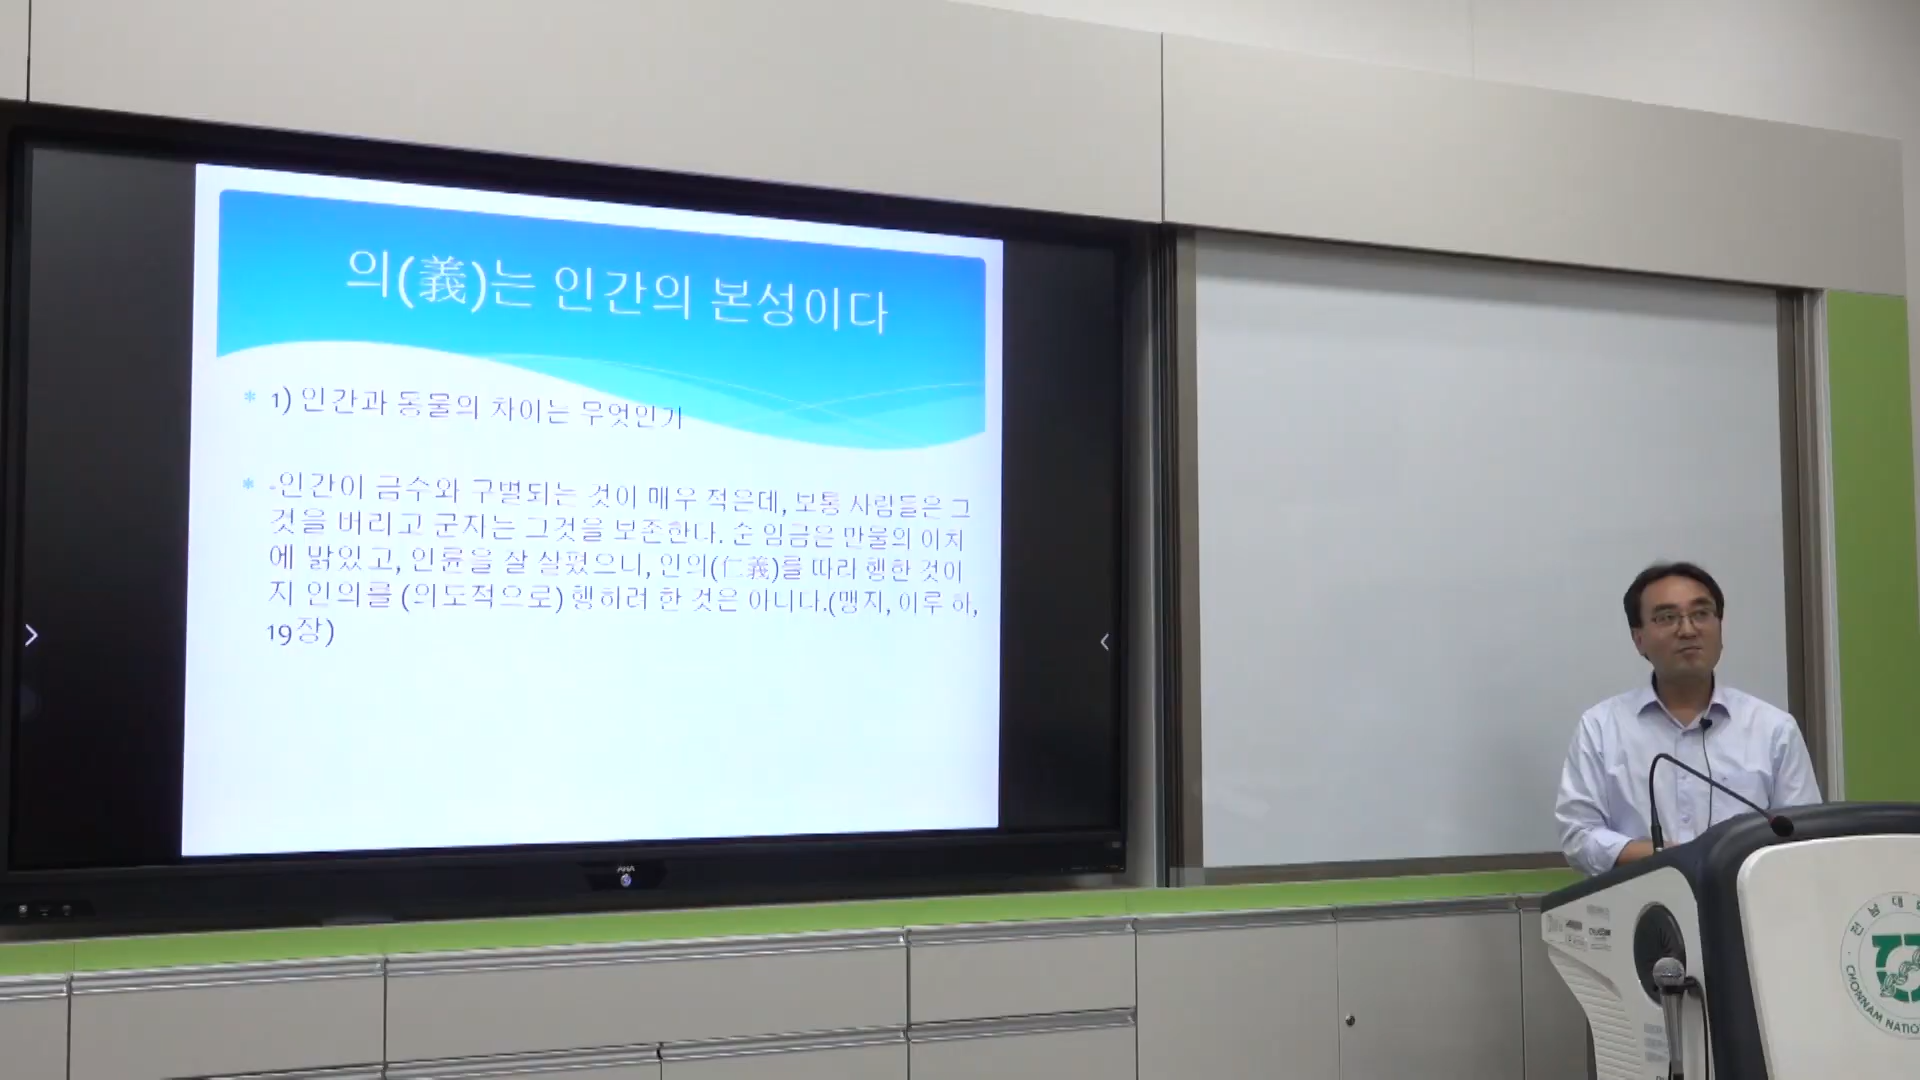 의(義)는 인간의 본성이다
* 1) 인간과 동물의 차이는 무엇인가
* -인간이 금수와 구별되는 것이 매우 적은데, 보통 사람들은 그
것을 버리고 군자는 그것을 보존한다. 순 임금은 만물의 이치
에 밝았고, 인륜을 잘 살폈으니, 인의(仁義)를 따라 행한 것이
지 인의를 (의도적으로) 행하려 한 것은 아니다.(맹자, 이루 하,
19장)
AHA
전남대
CHONNAM NATIO